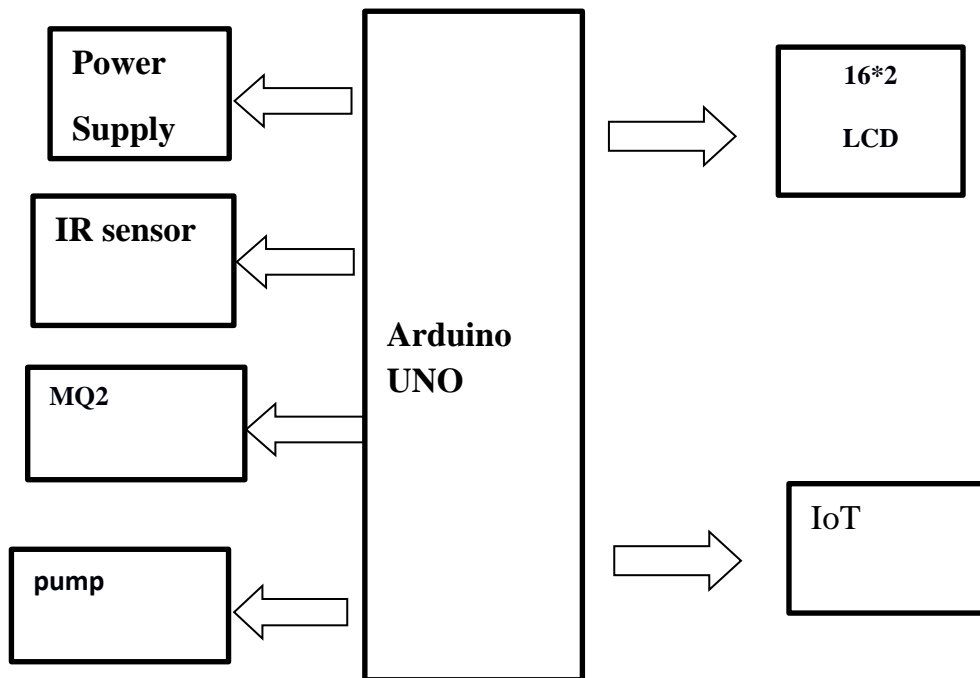 Power
Supply
IR sensor
MQ2
pump
Arduino
UNO
16*2
LCD
IoT